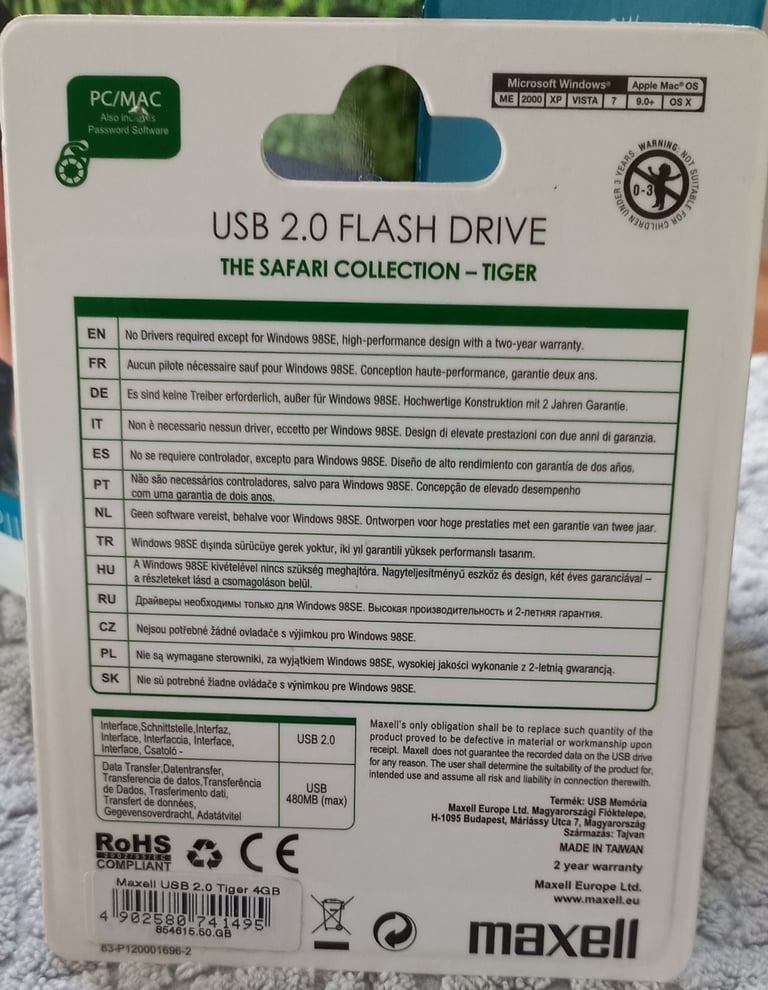 PC/MAC
Also includes
Password Software
Microsoft Windows® Apple Mac® OS
ME 2000 XP VISTA 7 9.0+ OS X
WARNING: NOT SUITABLE FOR CHILDREN UNDER 3 YEARS
0-3
USB 2.0 FLASH DRIVE
THE SAFARI COLLECTION – TIGER
EN No Drivers required except for Windows 98SE, high-performance design with a two-year warranty.
FR Aucun pilote nécessaire sauf pour Windows 98SE. Conception haute-performance, garantie deux ans.
DE Es sind keine Treiber erforderlich, außer für Windows 98SE. Hochwertige Konstruktion mit 2 Jahren Garantie.
IT Non è necessario nessun driver, eccetto per Windows 98SE. Design di elevate prestazioni con due anni di garanzia.
ES No se requiere controlador, excepto para Windows 98SE. Diseño de alto rendimiento con garantía de dos años.
PT Não são necessários controladores, salvo para Windows 98SE. Concepção de elevado desempenho
com uma garantia de dois anos.
NL Geen software vereist, behalve voor Windows 98SE. Ontworpen voor hoge prestaties met een garantie van twee jaar.
TR Windows 98SE dışında sürücüye gerek yoktur, iki yıl garantili yüksek performanslı tasarım.
HU A Windows 98SE kivételével nincs szükség meghajtóra. Nagyteljesítményű eszköz és design, két éves garanciával –
a részleteket lásd a csomagoláson belül.
RU Драйверы необходимы только для Windows 98SE. Высокая производительность и 2-летняя гарантия.
CZ Nejsou potřebné žádné ovladače s výjimkou pro Windows 98SE.
PL Nie są wymagane sterowniki, za wyjątkiem Windows 98SE, wysokiej jakości wykonanie z 2-letnią gwarancją.
SK Nie sú potrebné žiadne ovládače s výnimkou pre Windows 98SE.
Interface,Schnittstelle,Interfaz,
Interface, Interfaccia, Interface,
Interface, Csatoló -
USB 2.0
Data Transfer,Datentransfer,
Transferencia de datos,Transferência
de Dados, Trasferimento dati,
Transfert de données,
Gegevensoverdracht, Adatátvitel
USB
480MB (max)
Maxell's only obligation shall be to replace such quantity of the
product proved to be defective in material or workmanship upon
receipt. Maxell does not guarantee the recorded data on the USB drive
for any reason. The user shall determine the suitability of the product for,
intended use and assume all risk and liability in connection therewith.
Termék: USB Memória
Maxell Europe Ltd. Magyarországi Fióktelepe,
H-1095 Budapest, Máriássy Utca 7, Magyarország
Származás: Tajvan
MADE IN TAIWAN
2 year warranty
Maxell Europe Ltd.
www.maxell.eu
RoHS
2002/95/EC
COMPLIANT
CE
Maxell USB 2.0 Tiger 4GB
4 902580 741495
854615.50.GB
63-P120001696-2
maxell